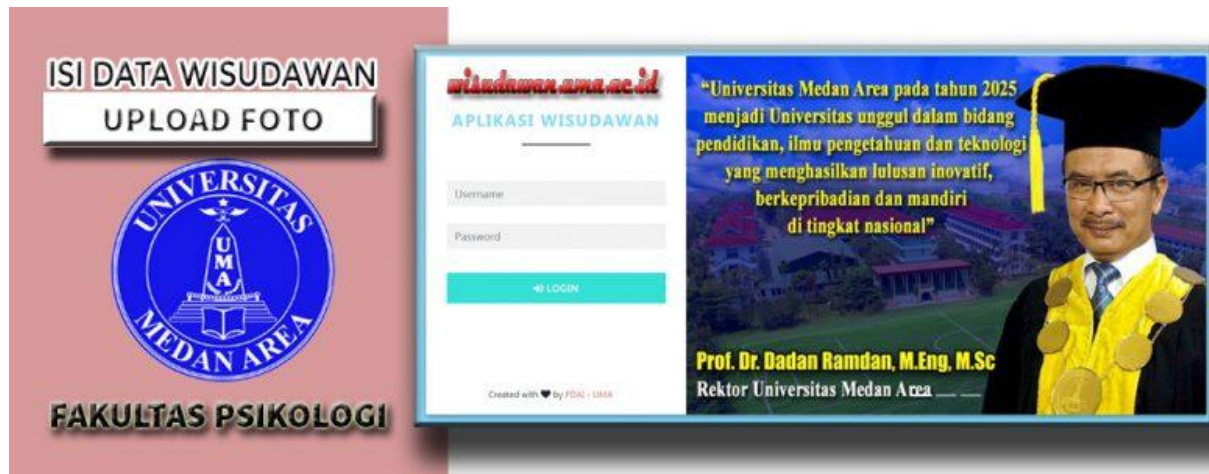 ISI DATA WISUDAWAN
UPLOAD FOTO
UNIVERSITAS
UMA
MEDAN AREA
FAKULTAS PSIKOLOGI
wisudawan.uma.ac.id
APLIKASI WISUDAWAN
Username
Password
LOGIN
Created with by PDAI - UMA
“Universitas Medan Area pada tahun 2025
menjadi Universitas unggul dalam bidang
pendidikan, ilmu pengetahuan dan teknologi
yang menghasilkan lulusan inovatif,
berkepribadian dan mandiri
di tingkat nasional”
Prof. Dr. Dadan Ramdan, M.Eng, M.Sc
Rektor Universitas Medan Area